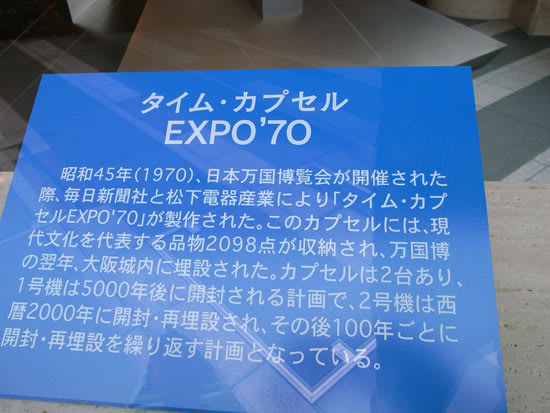 タイム・カプセル
EXPO'70
昭和45年(1970)、日本万国博覧会が開催された
際、毎日新聞社と松下電器産業により「タイム・カプ
セルEXPO'70」が製作された。このカプセルには、現
代文化を代表する品物2098点が収納され、万国博
の翌年、大阪城内に埋設された。カプセルは2台あり、
1号機は5000年後に開封される計画で、2号機は西
暦2000年に開封・再埋設され、その後100年ごとに
開封・再埋設を繰り返す計画となっている。